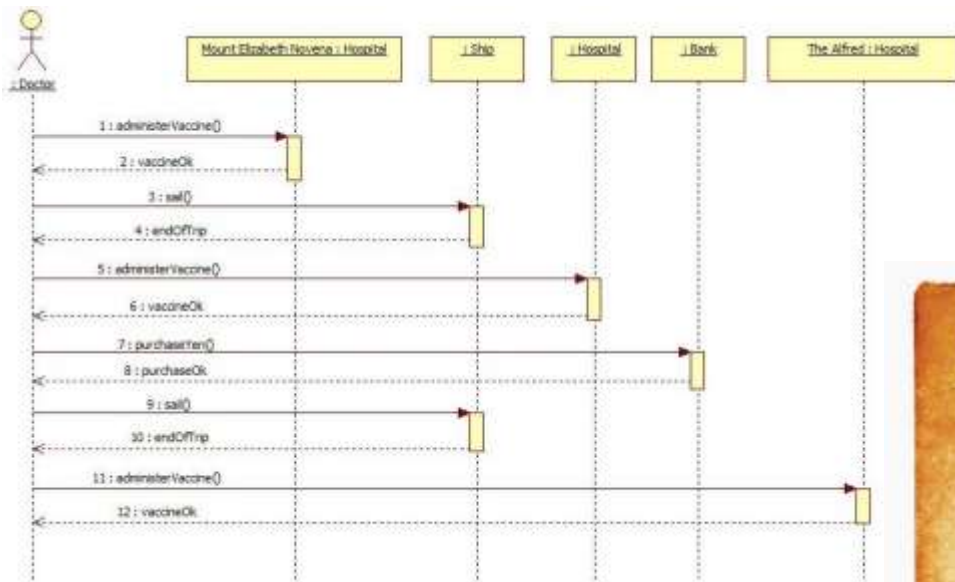 : Doctor
Mount Elizabeth Novena : Hospital
: Ship
: Hospital
: Bank
The Alfred : Hospital
1 : administerVaccine()
2 : vaccineOk
3 : sail()
4 : endOfTrip
5 : administerVaccine()
6 : vaccineOk
7 : purchaseYen()
8 : purchaseOk
9 : sail()
10 : endOfTrip
11 : administerVaccine()
12 : vaccineOk